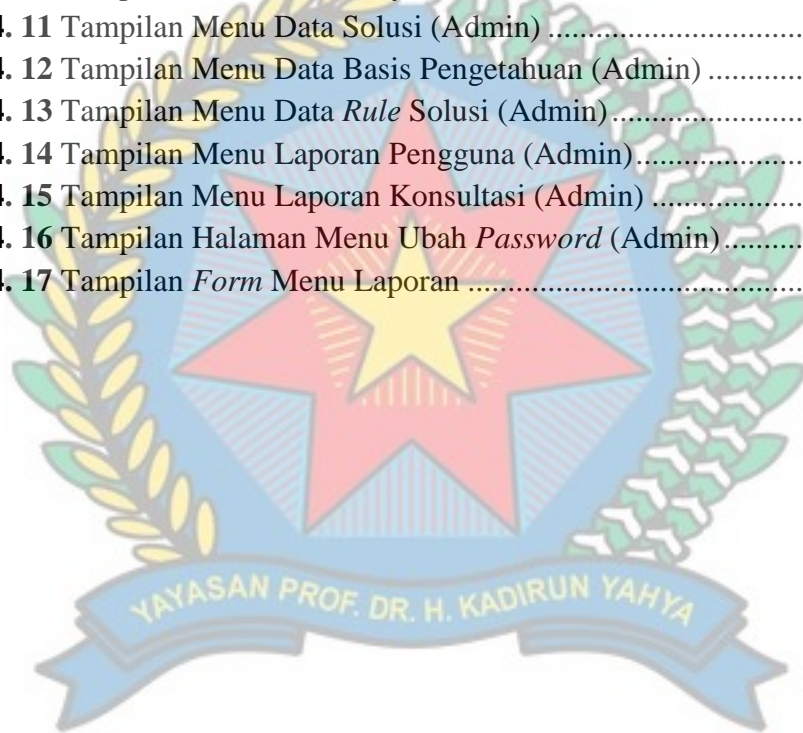 4. 11 Tampilan Menu Data Solusi (Admin) ................................
4. 12 Tampilan Menu Data Basis Pengetahuan (Admin) ............
4. 13 Tampilan Menu Data Rule Solusi (Admin)........................
4. 14 Tampilan Menu Laporan Pengguna (Admin).....................
4. 15 Tampilan Menu Laporan Konsultasi (Admin) ...................
4. 16 Tampilan Halaman Menu Ubah Password (Admin)..........
4. 17 Tampilan Form Menu Laporan ..........................................
YAYASAN PROF. DR. H. KADIRUN YAHYA